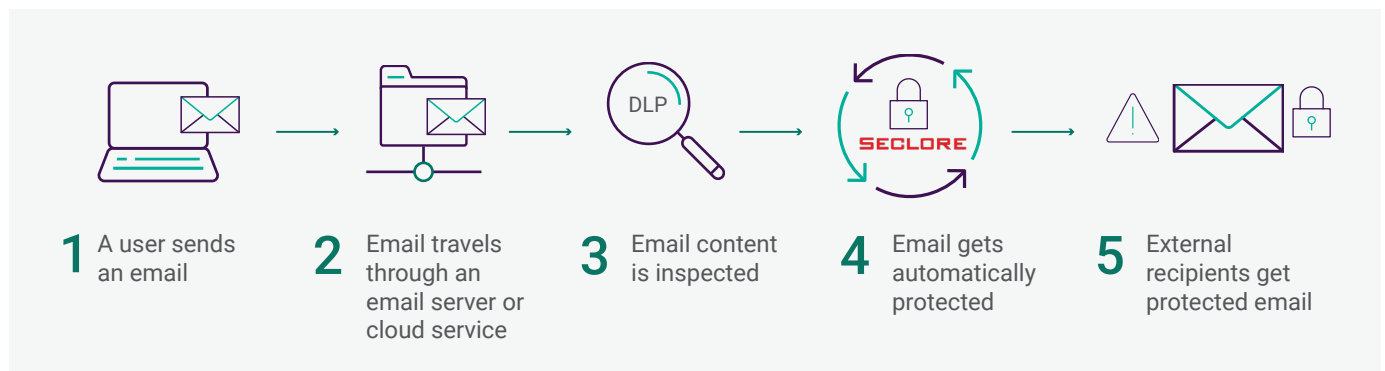 DLP
SECLORE
1 A user sends
an email
2 Email travels
through an
email server or
cloud service
3 Email content
is inspected
4 Email gets
automatically
protected
5 External
recipients get
protected email